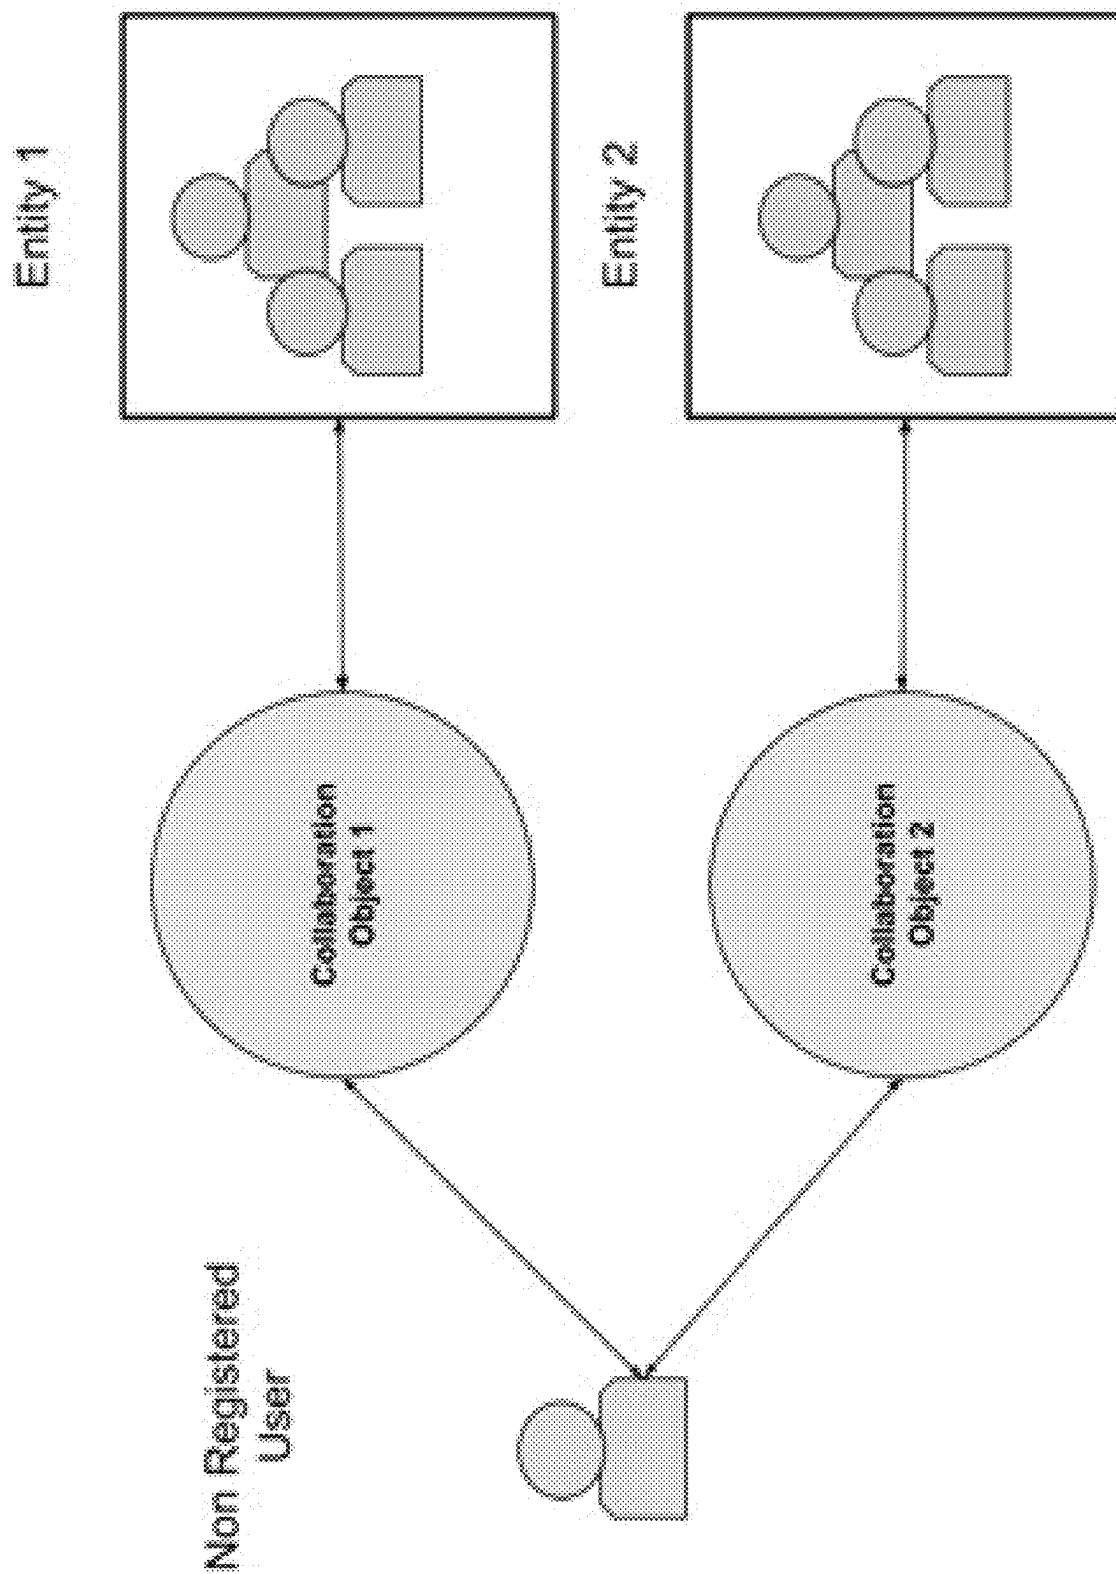 Non Registered
User
Collaboration
Object 1
Entity 1
Collaboration
Object 2
Entity 2